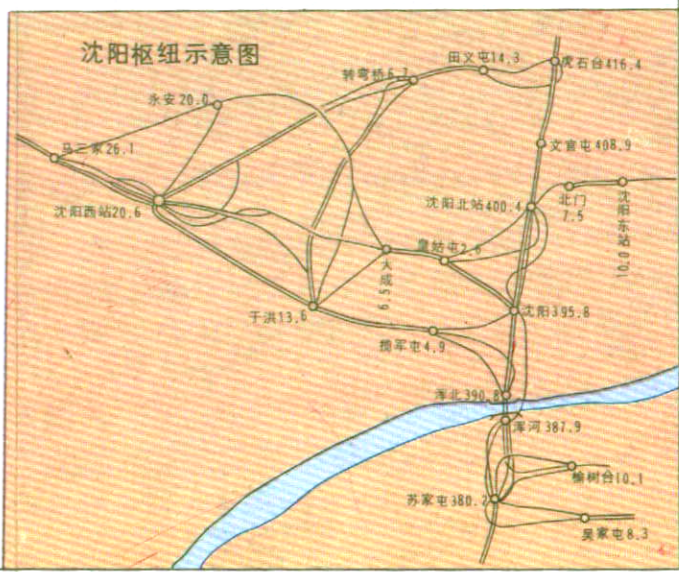 沈阳枢纽示意图
田义屯14.3
虎石台416.4
转弯桥6.7
永安20.0
马三家26.1
文官屯408.9
沈阳西站20.6
沈阳北站400.4
北门
7.5
沈阳东站
10.0
皇姑屯2.6
大成
6.5
于洪13.6
沈阳395.8
揽军屯4.9
浑北390.8
浑河387.9
榆树台10.1
苏家屯380.2
吴家屯8.3